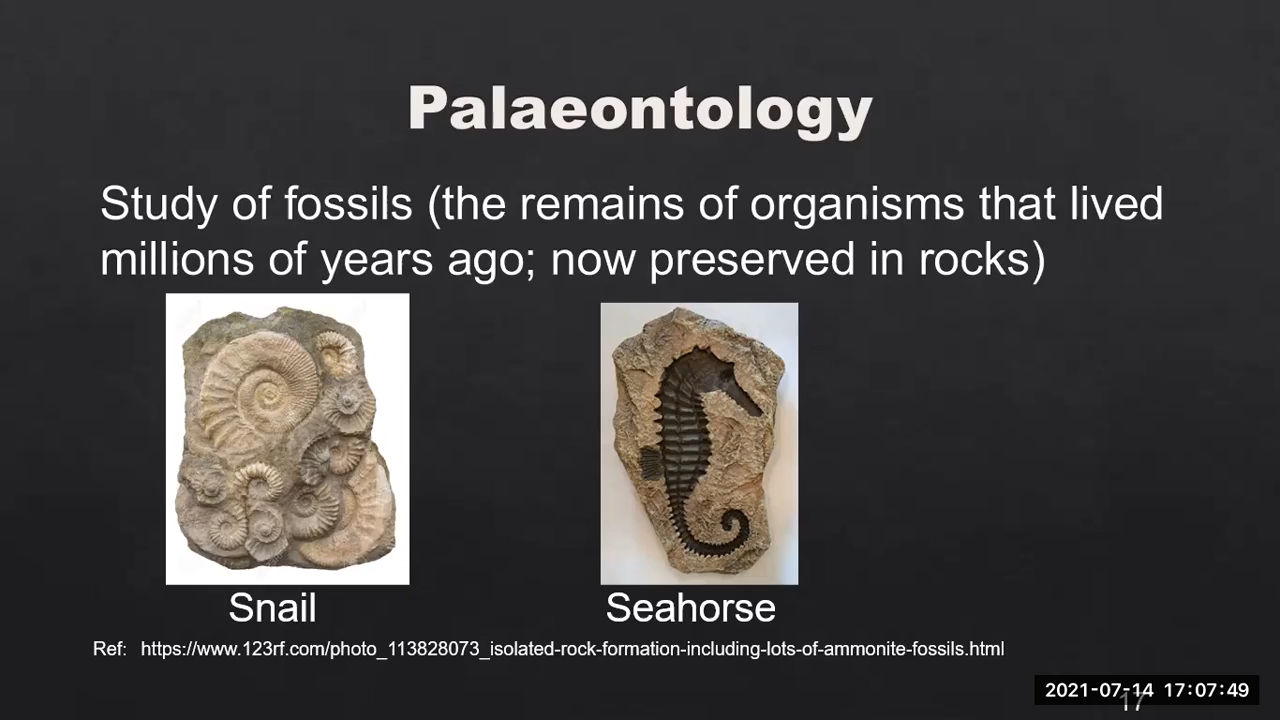 Palaeontology
Study of fossils (the remains of organisms that lived
millions of years ago; now preserved in rocks)
Snail
Seahorse
Ref: https://www.123rf.com/photo_113828073_isolated-rock-formation-including-lots-of-ammonite-fossils.html
2021-07-14 17:07:49
17